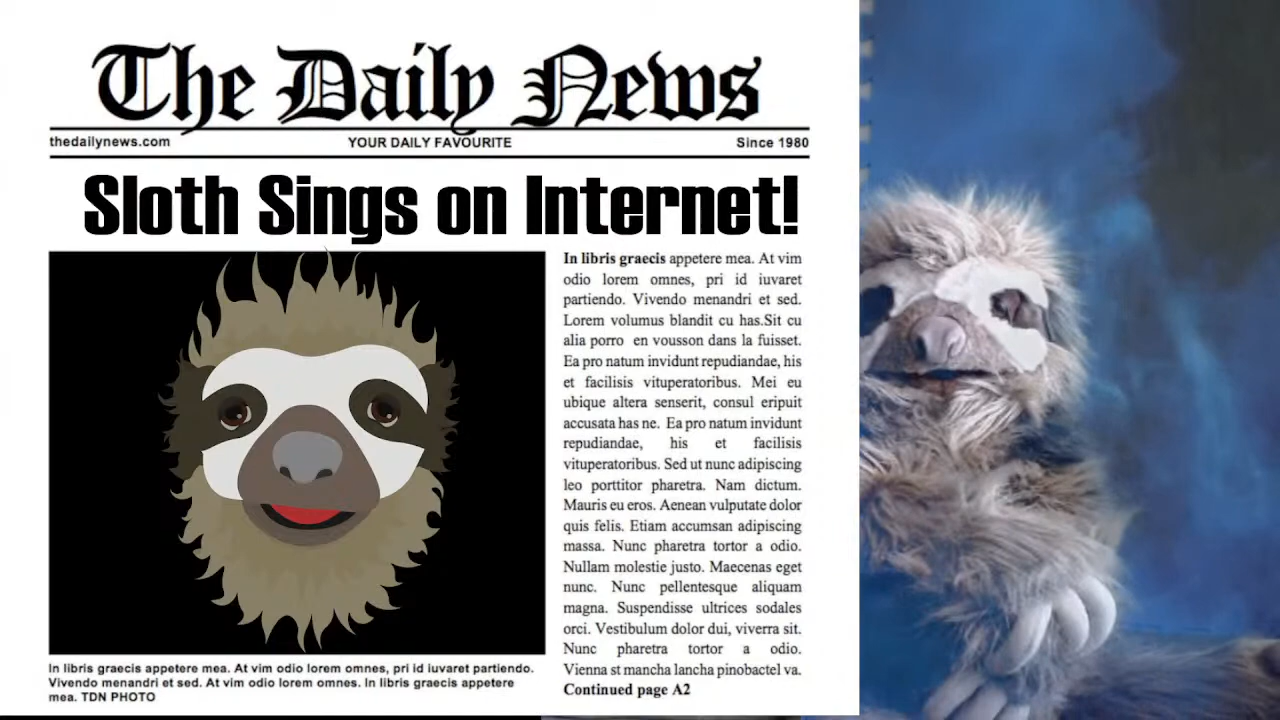 The Daily News
thedailynews.com YOUR DAILY FAVOURITE Since 1980
Sloth Sings on Internet!
In libris graecis appetere mea. At vim
odio lorem omnes, pri id iuvaret
partiendo. Vivendo menandri et sed.
Lorem volumus blandit cu has.Sit cu
alia porro en vousson dans la fuisset.
Ea pro natum invidunt repudiandae, his
et facilisis vituperatoribus. Mei eu
ubique altera senserit, consul eripuit
accusata has ne. Ea pro natum invidunt
repudiandae, his et facilisis
vituperatoribus. Sed ut nunc adipiscing
leo porttitor pharetra. Nam dictum.
Mauris eu eros. Aenean vulputate dolor
quis felis. Etiam accumsan adipiscing
massa. Nunc pharetra tortor a odio.
Nullam molestie justo. Maecenas eget
nunc. Nunc pellentesque aliquam
magna. Suspendisse ultrices sodales
orci. Vestibulum dolor dui, viverra sit.
Nunc pharetra tortor a odio.
Vienna st mancha lancha pinobactel va.
Continued page A2
In libris graecis appetere mea. At vim odio lorem omnes, pri id iuvaret partiendo.
Vivendo menandri et sed. At vim odio lorem omnes. In libris graecis appetere
mea. TDN PHOTO